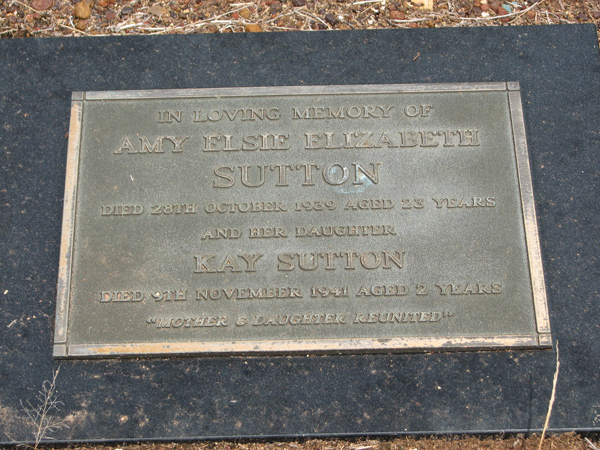 IN LOVING MEMORY OF
AMY ELSIE ELIZABETH
SUTTON
DIED 28TH OCTOBER 1939 AGED 23 YEARS
AND HER DAUGHTER
KAY SUTTON
DIED 9TH NOVEMBER 1941 AGED 2 YEARS
"MOTHER & DAUGHTER REUNITED"